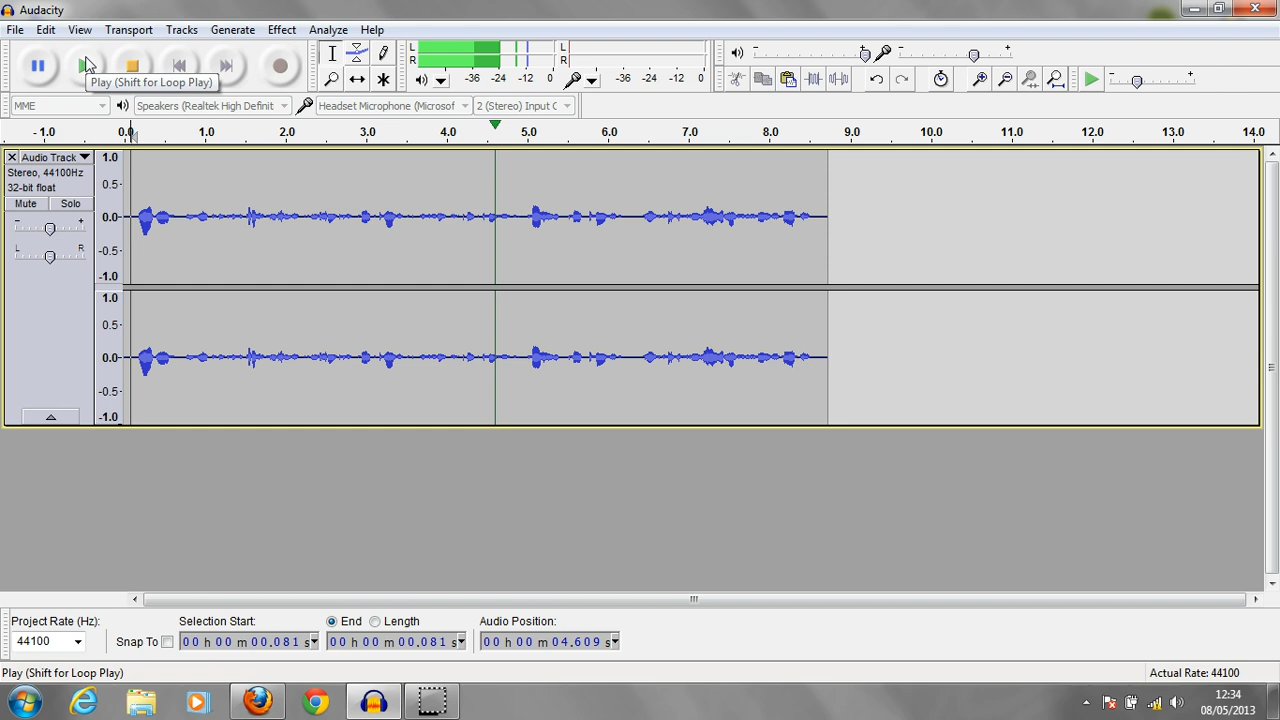 Audacity
File Edit View Transport Tracks Generate Effect Analyze Help
L
R
-36 -24 -12 0
L
R
-36 -24 -12 0
Play (Shift for Loop Play)
MME Speakers (Realtek High Definit Headset Microphone (Microsof 2 (Stereo) Input C
- 1.0 0.0 1.0 2.0 3.0 4.0 5.0 6.0 7.0 8.0 9.0 10.0 11.0 12.0 13.0 14.0
Audio Track
Stereo, 44100Hz
32-bit float
Mute Solo
- +
L R
1.0
0.5-
0.0-
-0.5-
-1.0
1.0
0.5-
0.0-
-0.5-
-1.0
Project Rate (Hz): Selection Start: End Length Audio Position:
44100 Snap To 00 h 00 m 00.081 s 00 h 00 m 00.081 s 00 h 00 m 04.609 s
Play (Shift for Loop Play) Actual Rate: 44100
12:34
08/05/2013